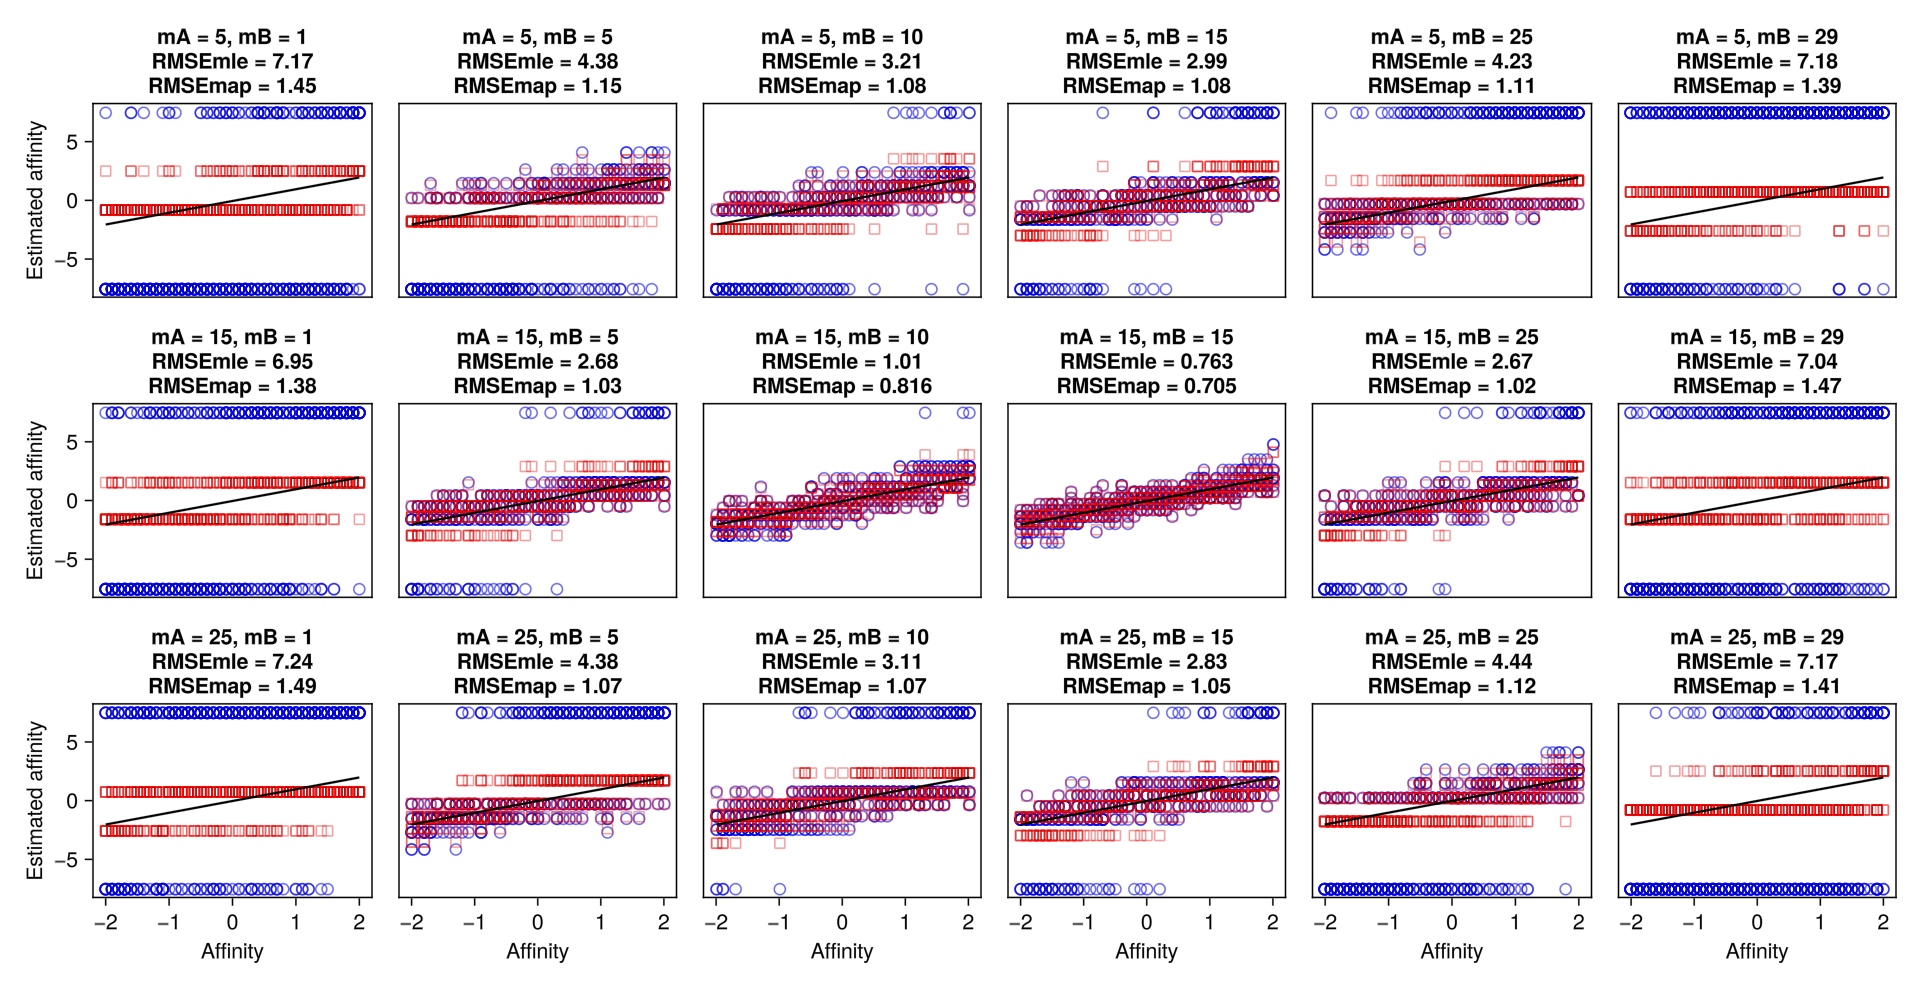 mA = 5, mB = 1
RMSEmle = 7.17
RMSEmap = 1.45
mA = 5, mB = 5
RMSEmle = 4.38
RMSEmap = 1.15
mA = 5, mB = 10
RMSEmle = 3.21
RMSEmap = 1.08
mA = 5, mB = 15
RMSEmle = 2.99
RMSEmap = 1.08
mA = 5, mB = 25
RMSEmle = 4.23
RMSEmap = 1.11
mA = 5, mB = 29
RMSEmle = 7.18
RMSEmap = 1.39
Estimated affinity
5
0
−5
mA = 15, mB = 1
RMSEmle = 6.95
RMSEmap = 1.38
mA = 15, mB = 5
RMSEmle = 2.68
RMSEmap = 1.03
mA = 15, mB = 10
RMSEmle = 1.01
RMSEmap = 0.816
mA = 15, mB = 15
RMSEmle = 0.763
RMSEmap = 0.705
mA = 15, mB = 25
RMSEmle = 2.67
RMSEmap = 1.02
mA = 15, mB = 29
RMSEmle = 7.04
RMSEmap = 1.47
Estimated affinity
5
0
−5
mA = 25, mB = 1
RMSEmle = 7.24
RMSEmap = 1.49
mA = 25, mB = 5
RMSEmle = 4.38
RMSEmap = 1.07
mA = 25, mB = 10
RMSEmle = 3.11
RMSEmap = 1.07
mA = 25, mB = 15
RMSEmle = 2.83
RMSEmap = 1.05
mA = 25, mB = 25
RMSEmle = 4.44
RMSEmap = 1.12
mA = 25, mB = 29
RMSEmle = 7.17
RMSEmap = 1.41
Estimated affinity
5
0
−5
−2 −1 0 1 2
Affinity
−2 −1 0 1 2
Affinity
−2 −1 0 1 2
Affinity
−2 −1 0 1 2
Affinity
−2 −1 0 1 2
Affinity
−2 −1 0 1 2
Affinity